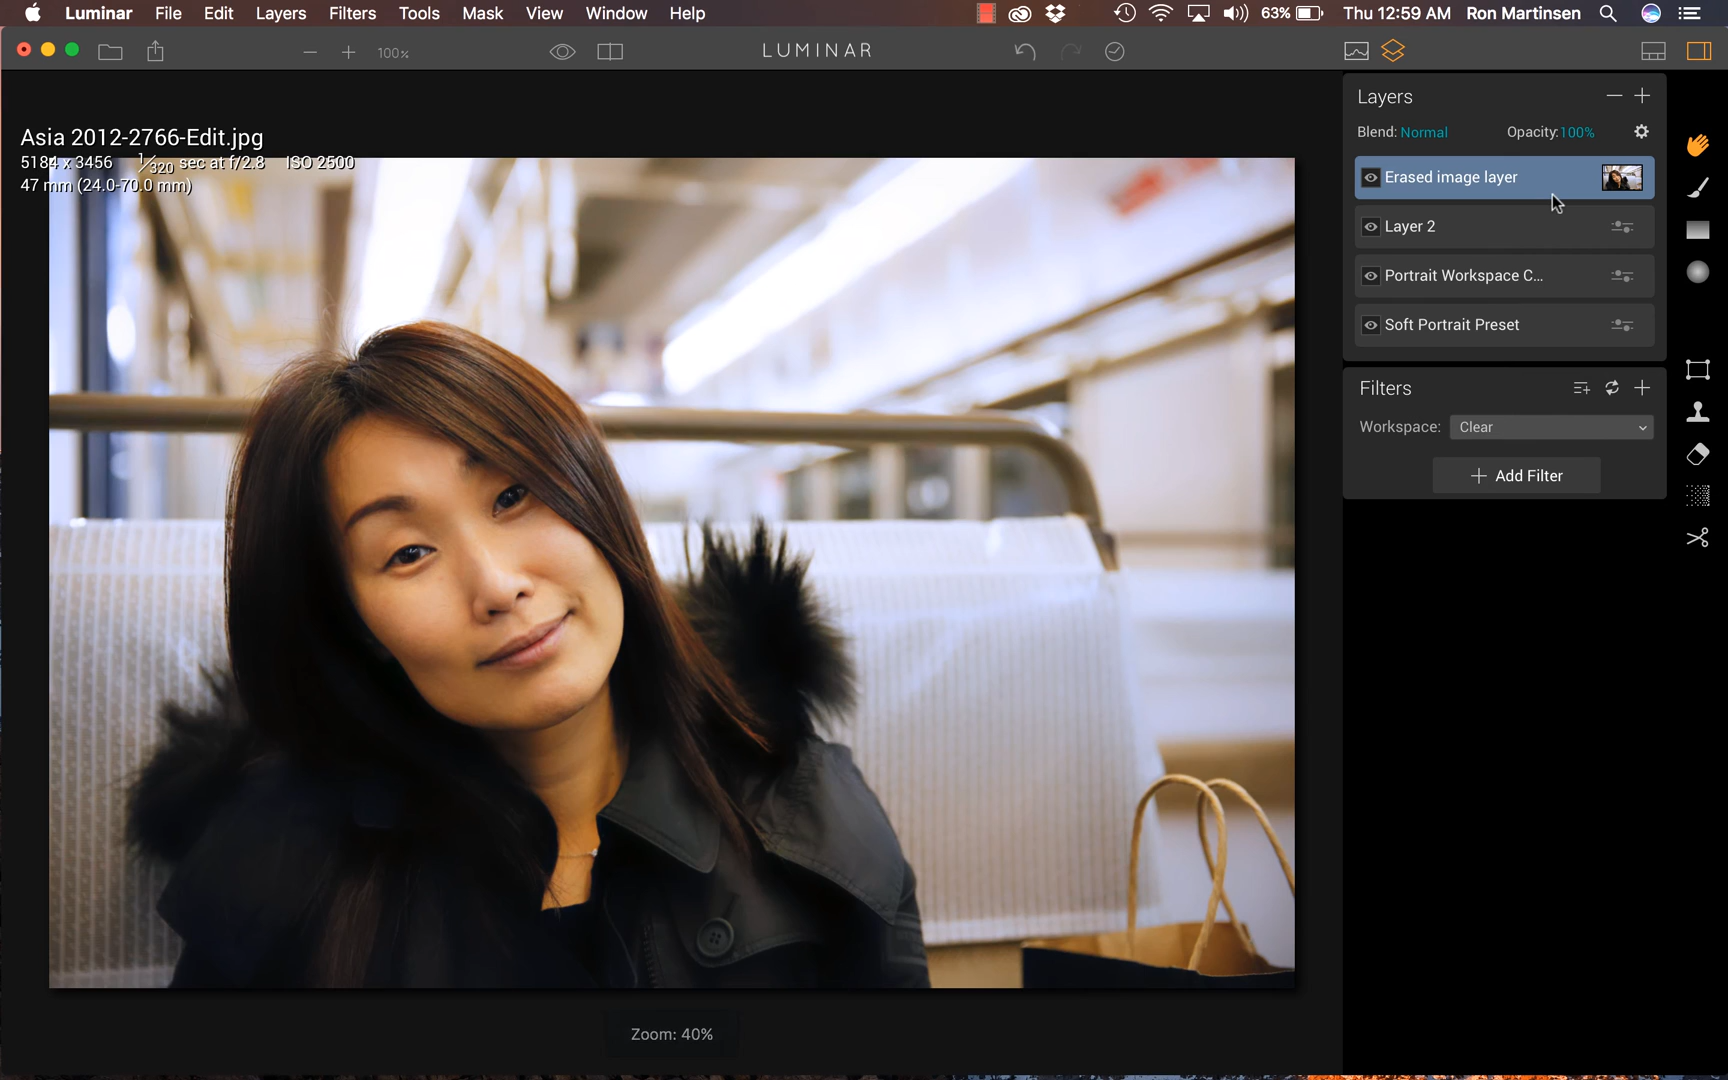 Luminar File Edit Layers Filters Tools Mask View Window Help 63% Thu 12:59 AM Ron Martinsen
100% LUMINAR
Asia 2012-2766-Edit.jpg
5184 x 3456 1/320 sec at f/2.8 ISO 2500
47 mm (24.0-70.0 mm)
Layers
Blend: Normal Opacity:100%
Erased image layer
Layer 2
Portrait Workspace C...
Soft Portrait Preset
Filters
Workspace: Clear
Add Filter
Zoom: 40%